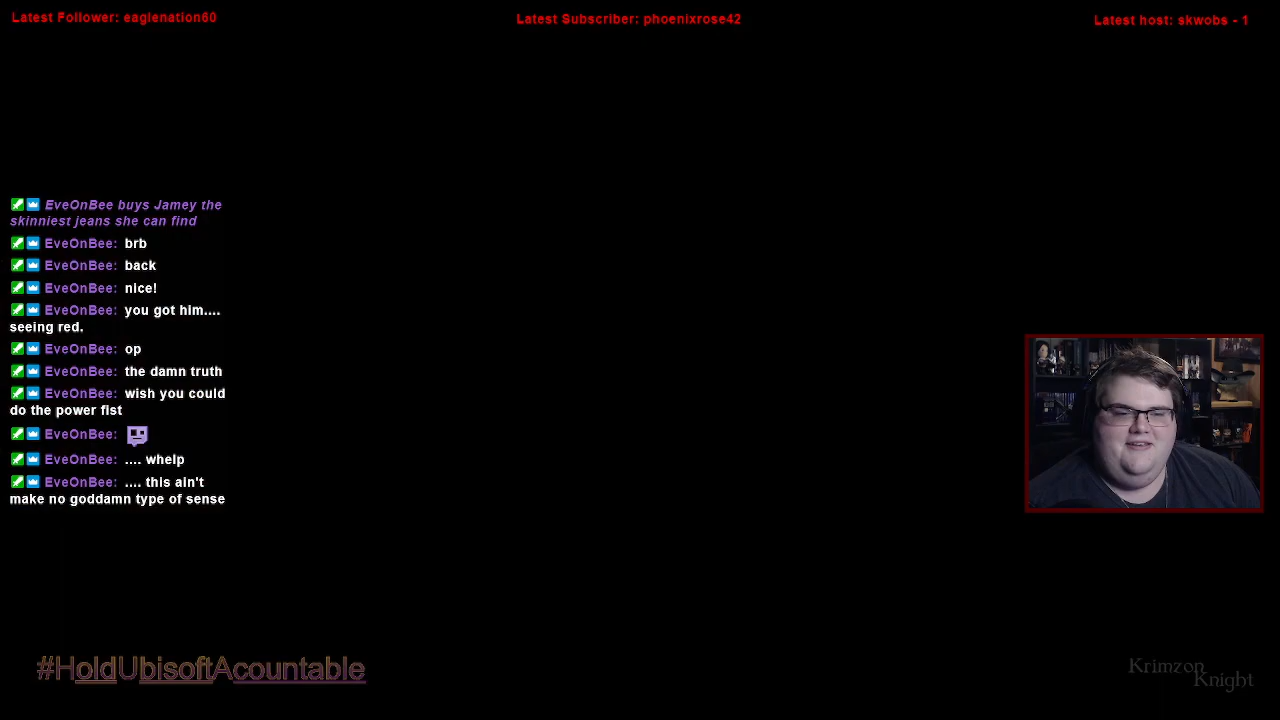 Latest Follower: eaglenation60
Latest Subscriber: phoenixrose42
Latest host: skwobs - 1
EveOnBee buys Jamey the
skinniest jeans she can find
EveOnBee: brb
EveOnBee: back
EveOnBee: nice!
EveOnBee: you got him....
seeing red.
EveOnBee: op
EveOnBee: the damn truth
EveOnBee: wish you could
do the power fist
EveOnBee:
EveOnBee: .... whelp
EveOnBee: .... this ain't
make no goddamn type of sense
#HoldUbisoftAcountable
Krimzon
Knight